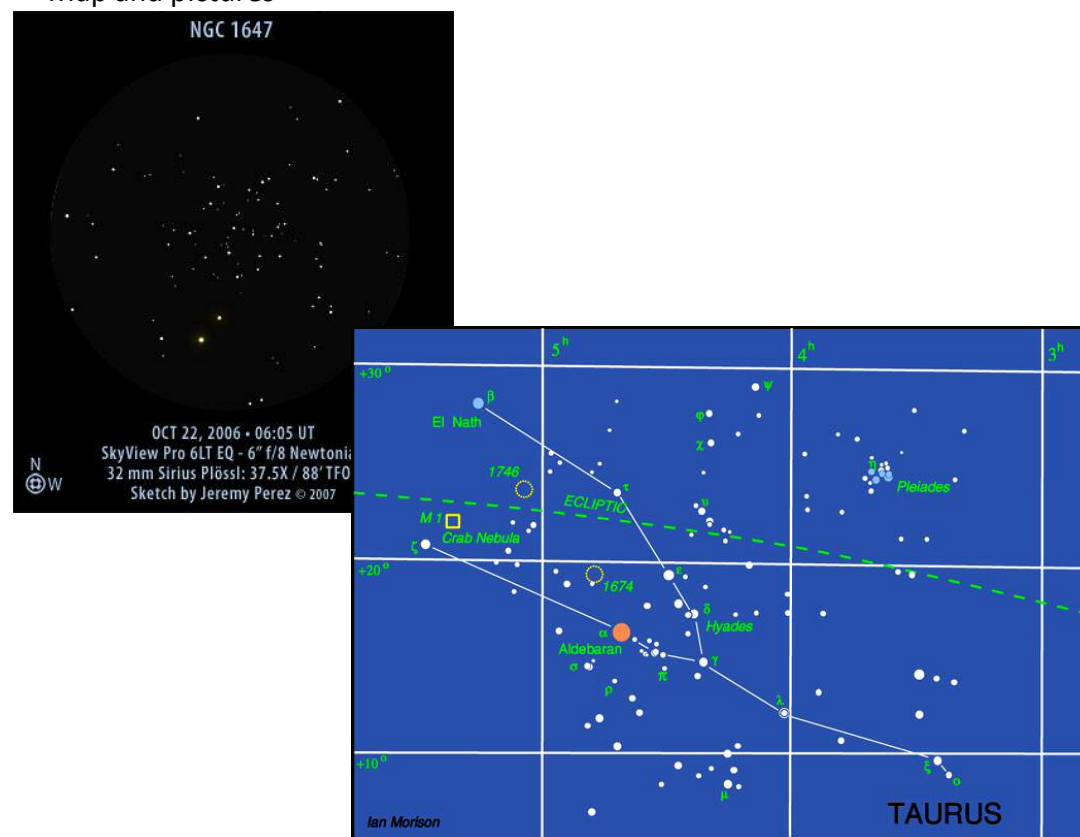 NGC 1647
OCT 22, 2006 • 06:05 UT
SkyView Pro 6LT EQ - 6" f/8 Newtonia
32 mm Sirius Plössl: 37.5X / 88' TFO
Sketch by Jeremy Perez © 2007
N
W
5h
4h
3h
+30°
β
El Nath
ψ
φ
χ
1746
τ
η
Pleiades
ECLIPTIC
υ
M 1
Crab Nebula
ζ
+20°
1674
ε
δ
Hyades
α
Aldebaran
σ
π
γ
ρ
λ
+10°
ξ
ο
μ
Ian Morison
TAURUS